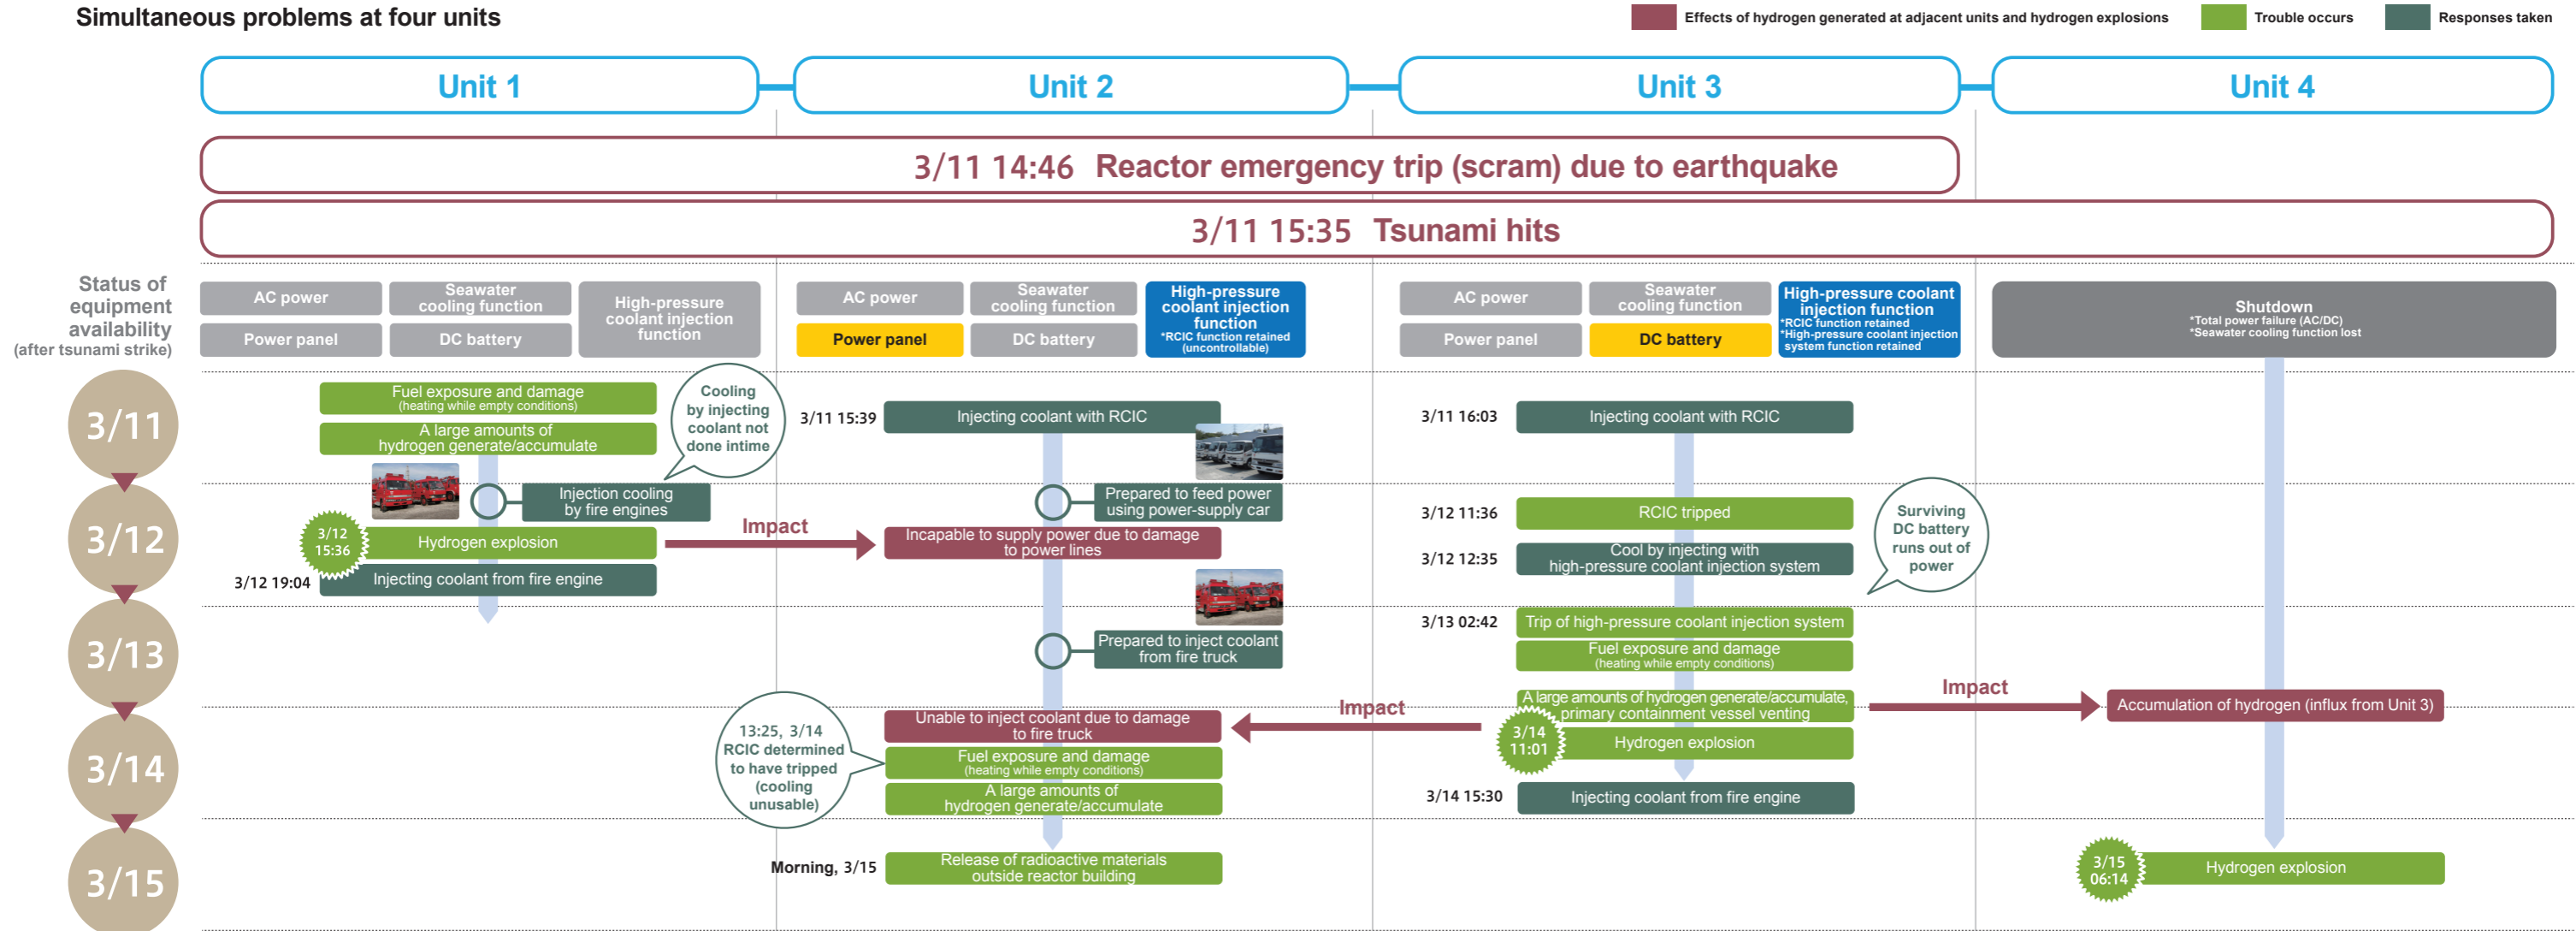 Simultaneous problems at four units
Effects of hydrogen generated at adjacent units and hydrogen explosions
Trouble occurs
Responses taken
Unit 1
Unit 2
Unit 3
Unit 4
3/11 14:46 Reactor emergency trip (scram) due to earthquake
3/11 15:35 Tsunami hits
Status of
equipment
availability
(after tsunami strike)
AC power
Seawater
cooling function
High-pressure
coolant injection
function
Power panel
DC battery
AC power
Seawater
cooling function
High-pressure
coolant injection
function
*RCIC function retained
(uncontrollable)
Power panel
DC battery
AC power
Seawater
cooling function
High-pressure coolant
injection function
*RCIC function retained
*High-pressure coolant injection
system function retained
Power panel
DC battery
Shutdown
*Total power failure (AC/DC)
*Seawater cooling function lost
3/11
Fuel exposure and damage
(heating while empty conditions)
A large amounts of
hydrogen generate/accumulate
Cooling
by injecting
coolant not
done intime
3/11 15:39
Injecting coolant with RCIC
3/11 16:03
Injecting coolant with RCIC
3/12
Injection cooling
by fire engines
3/12
15:36
Hydrogen explosion
3/12 19:04
Injecting coolant from fire engine
Impact
Prepared to feed power
using power-supply car
Incapable to supply power due to damage
to power lines
3/12 11:36
RCIC tripped
3/12 12:35
Cool by injecting with
high-pressure coolant injection system
Surviving
DC battery
runs out of
power
3/13
Prepared to inject coolant
from fire truck
3/13 02:42
Trip of high-pressure coolant injection system
Fuel exposure and damage
(heating while empty conditions)
A large amounts of hydrogen generate/accumulate,
primary containment vessel venting
Impact
Accumulation of hydrogen (influx from Unit 3)
3/14
13:25, 3/14
RCIC determined
to have tripped
(cooling
unusable)
Unable to inject coolant due to damage
to fire truck
Fuel exposure and damage
(heating while empty conditions)
A large amounts of
hydrogen generate/accumulate
Impact
3/14
11:01
Hydrogen explosion
3/14 15:30
Injecting coolant from fire engine
3/15
Morning, 3/15
Release of radioactive materials
outside reactor building
3/15
06:14
Hydrogen explosion